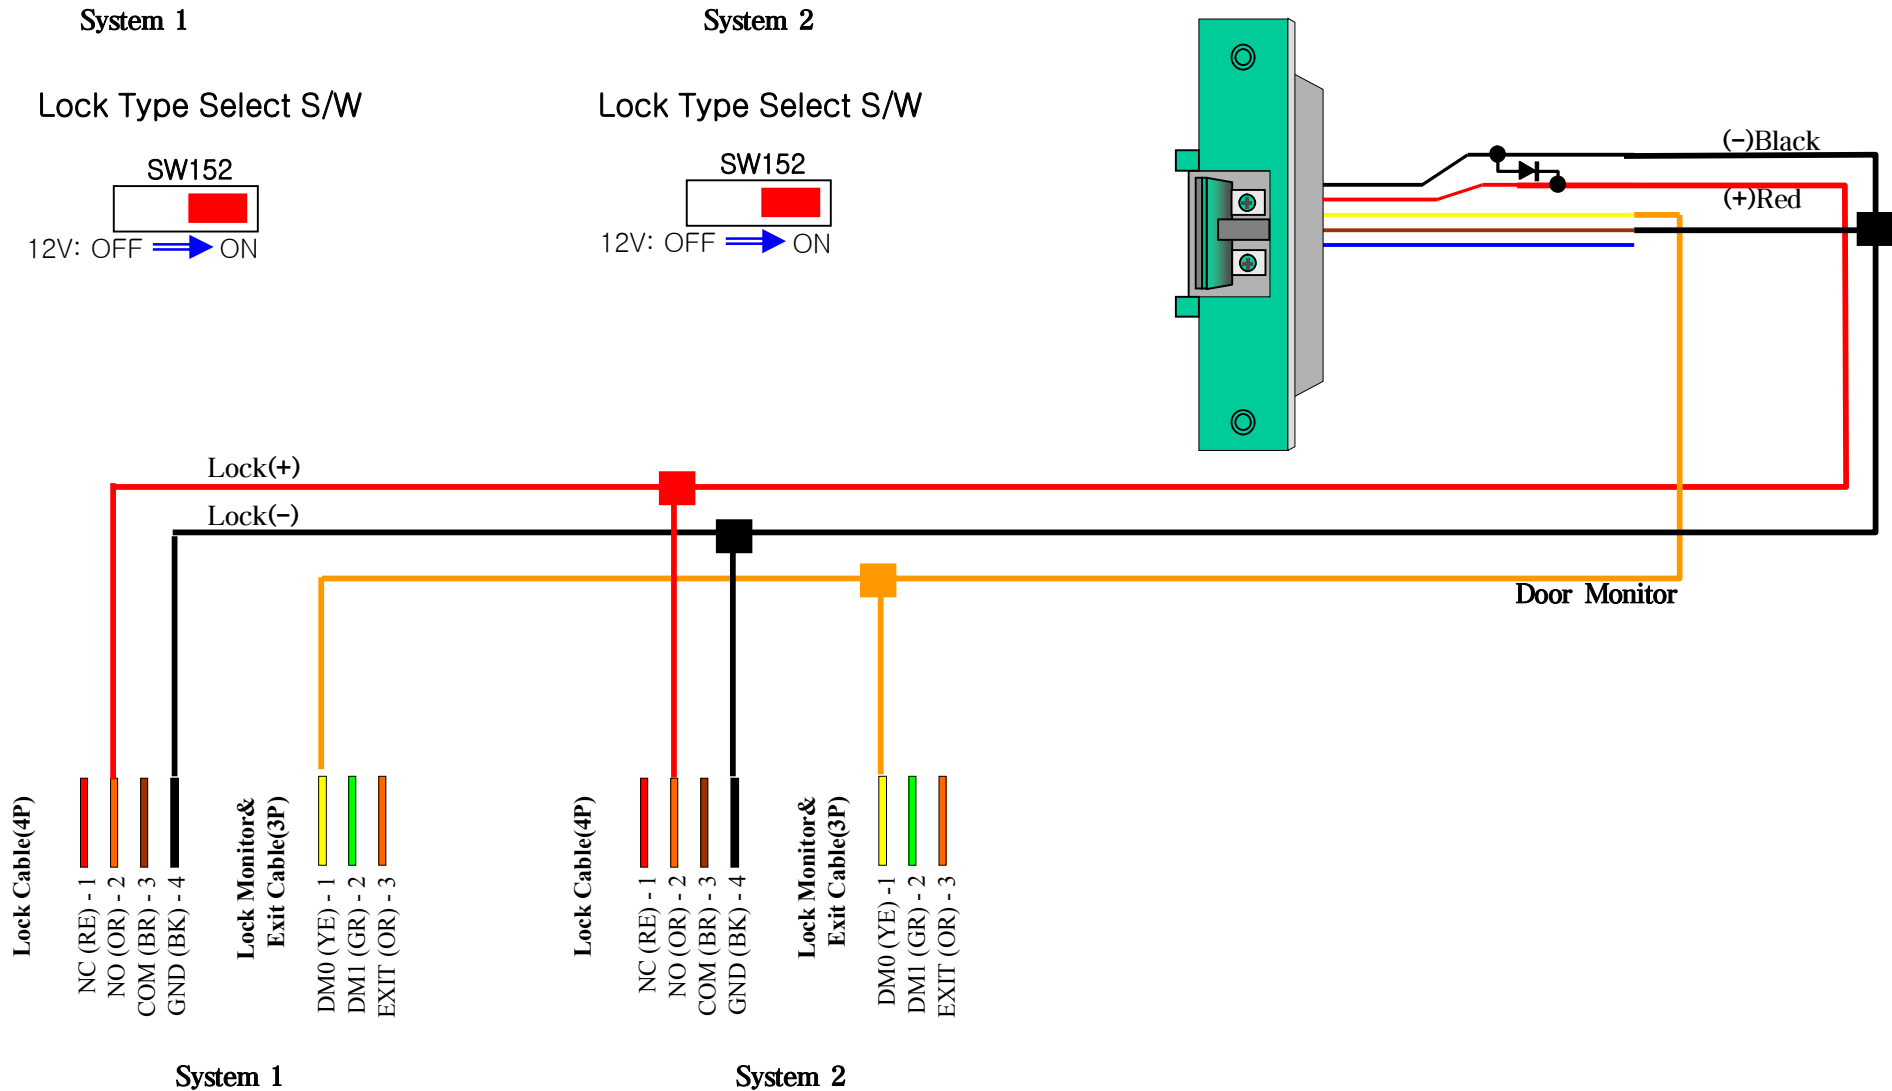 System 1
System 2
Lock Type Select S/W
Lock Type Select S/W
SW152
SW152
12V: OFF ON
12V: OFF ON
(-)Black
(+)Red
Lock(+)
Lock(-)
Door Monitor
Lock Cable(4P)
NC (RE) - 1
NO (OR) - 2
COM (BR) - 3
GND (BK) - 4
Lock Monitor&
Exit Cable(3P)
DM0 (YE) - 1
DM1 (GR) - 2
EXIT (OR) - 3
Lock Cable(4P)
NC (RE) - 1
NO (OR) - 2
COM (BR) - 3
GND (BK) - 4
Lock Monitor&
Exit Cable(3P)
DM0 (YE) -1
DM1 (GR) - 2
EXIT (OR) - 3
System 1
System 2